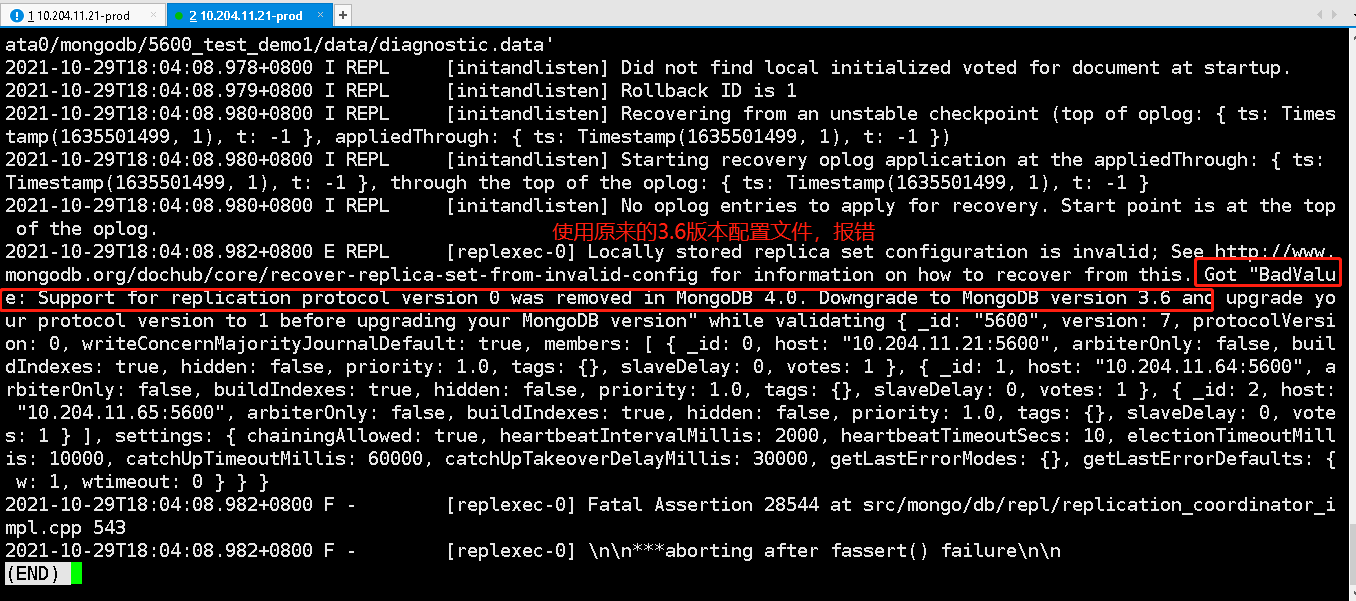 1 10.204.11.21-prod × 2 10.204.11.21-prod × +
ata0/mongodb/5600_test_demo1/data/diagnostic.data'
2021-10-29T18:04:08.978+0800 I REPL     [initandlisten] Did not find local initialized voted for document at startup.
2021-10-29T18:04:08.979+0800 I REPL     [initandlisten] Rollback ID is 1
2021-10-29T18:04:08.980+0800 I REPL     [initandlisten] Recovering from an unstable checkpoint (top of oplog: { ts: Times
tamp(1635501499, 1), t: -1 }, appliedThrough: { ts: Timestamp(1635501499, 1), t: -1 })
2021-10-29T18:04:08.980+0800 I REPL     [initandlisten] Starting recovery oplog application at the appliedThrough: { ts:
Timestamp(1635501499, 1), t: -1 }, through the top of the oplog: { ts: Timestamp(1635501499, 1), t: -1 }
2021-10-29T18:04:08.980+0800 I REPL     [initandlisten] No oplog entries to apply for recovery. Start point is at the top
 of the oplog.
使用原来的3.6版本配置文件，报错
2021-10-29T18:04:08.982+0800 E REPL     [replexec-0] Locally stored replica set configuration is invalid; See http://www.
mongodb.org/dochub/core/recover-replica-set-from-invalid-config for information on how to recover from this. Got "BadValu
e: Support for replication protocol version 0 was removed in MongoDB 4.0. Downgrade to MongoDB version 3.6 and upgrade yo
ur protocol version to 1 before upgrading your MongoDB version" while validating { _id: "5600", version: 7, protocolVersi
on: 0, writeConcernMajorityJournalDefault: true, members: [ { _id: 0, host: "10.204.11.21:5600", arbiterOnly: false, buil
dIndexes: true, hidden: false, priority: 1.0, tags: {}, slaveDelay: 0, votes: 1 }, { _id: 1, host: "10.204.11.64:5600", a
rbiterOnly: false, buildIndexes: true, hidden: false, priority: 1.0, tags: {}, slaveDelay: 0, votes: 1 }, { _id: 2, host:
 "10.204.11.65:5600", arbiterOnly: false, buildIndexes: true, hidden: false, priority: 1.0, tags: {}, slaveDelay: 0, vote
s: 1 } ], settings: { chainingAllowed: true, heartbeatIntervalMillis: 2000, heartbeatTimeoutSecs: 10, electionTimeoutMill
is: 10000, catchUpTimeoutMillis: 60000, catchUpTakeoverDelayMillis: 30000, getLastErrorModes: {}, getLastErrorDefaults: {
 w: 1, wtimeout: 0 } } }
2021-10-29T18:04:08.982+0800 F -        [replexec-0] Fatal Assertion 28544 at src/mongo/db/repl/replication_coordinator_i
mpl.cpp 543
2021-10-29T18:04:08.982+0800 F -        [replexec-0] \n\n***aborting after fassert() failure\n\n
(END)